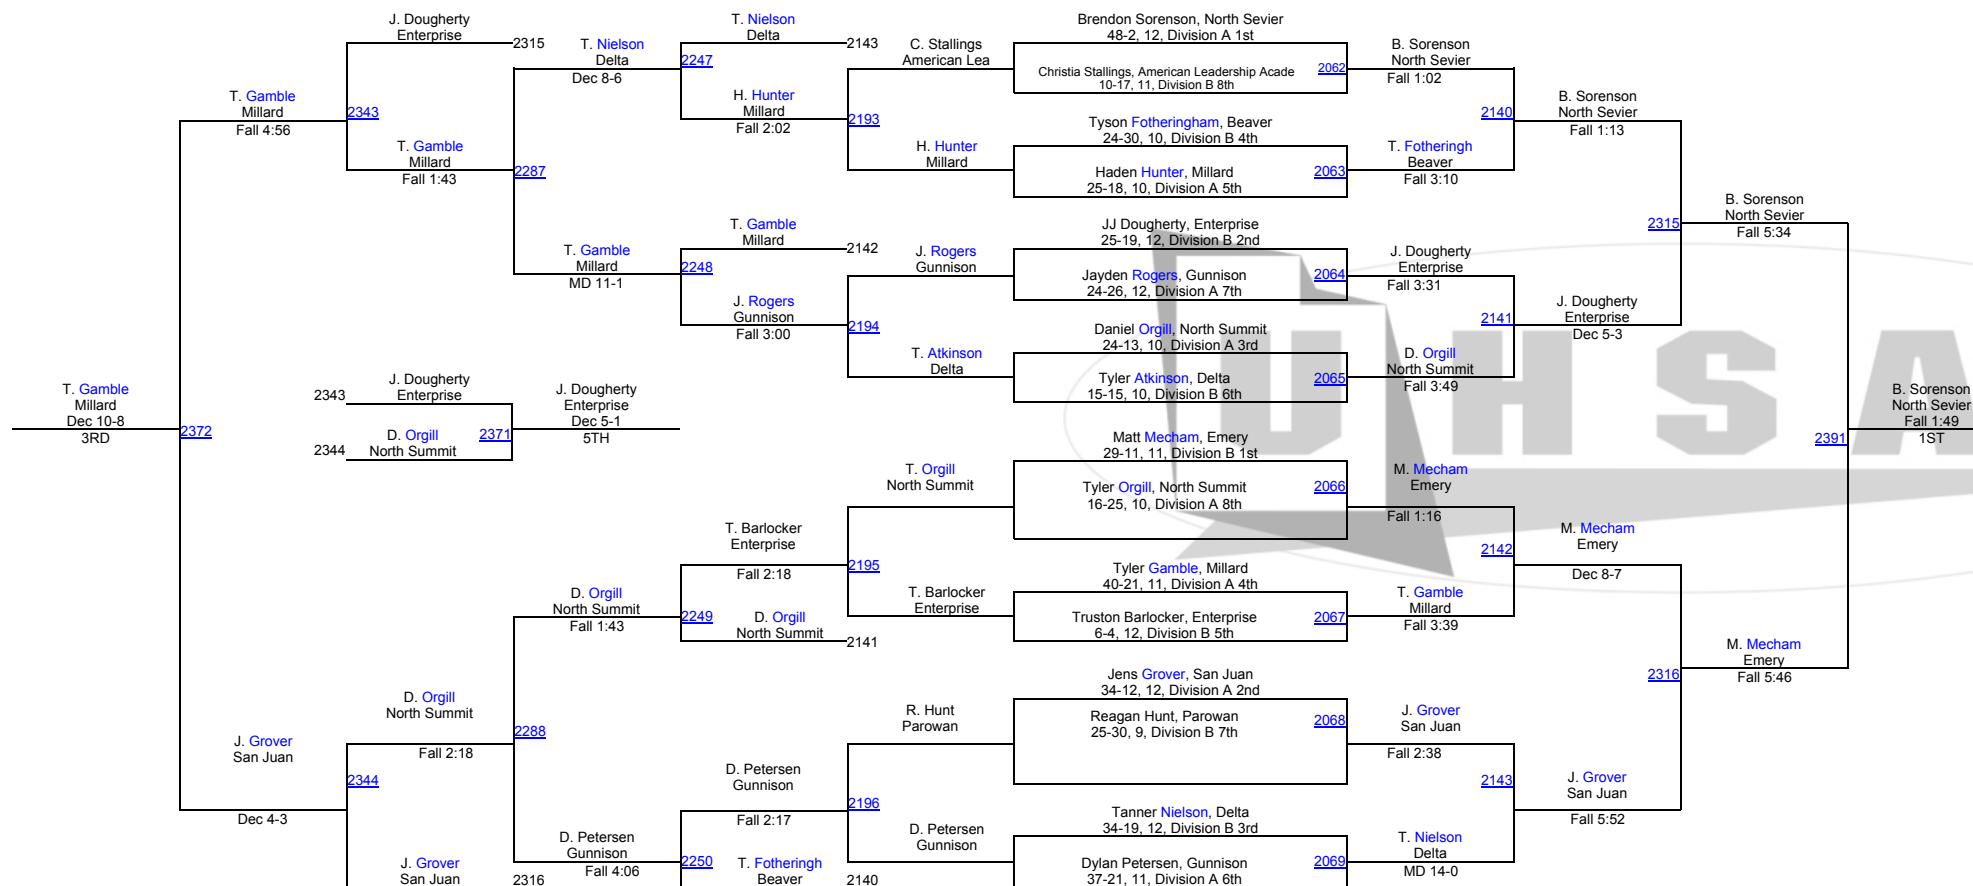 J. Dougherty
Enterprise
2315
T. Gamble
Millard
Fall 4:56
2343
T. Gamble
Millard
Fall 1:43
2287
T. Nielson
Delta
Dec 8-6
T. Gamble
Millard
MD 11-1
T. Nielson
Delta
2143
2247
H. Hunter
Millard
Fall 2:02
2193
T. Gamble
Millard
2142
2248
J. Rogers
Gunnison
Fall 3:00
2194
C. Stallings
American Lea
H. Hunter
Millard
J. Rogers
Gunnison
T. Atkinson
Delta
Brendon Sorenson, North Sevier
48-2, 12, Division A 1st
Christia Stallings, American Leadership Acade
10-17, 11, Division B 8th
2062
Tyson Fotheringham, Beaver
24-30, 10, Division B 4th
Haden Hunter, Millard
25-18, 10, Division A 5th
2063
JJ Dougherty, Enterprise
25-19, 12, Division B 2nd
Jayden Rogers, Gunnison
24-26, 12, Division A 7th
2064
Daniel Orgill, North Summit
24-13, 10, Division A 3rd
Tyler Atkinson, Delta
15-15, 10, Division B 6th
2065
B. Sorenson
North Sevier
Fall 1:02
2140
T. Fotheringh
Beaver
Fall 3:10
J. Dougherty
Enterprise
Fall 3:31
2141
D. Orgill
North Summit
Fall 3:49
B. Sorenson
North Sevier
Fall 1:13
2315
J. Dougherty
Enterprise
Dec 5-3
B. Sorenson
North Sevier
Fall 5:34
UHSA
T. Gamble
Millard
Dec 10-8
3RD
2372
2343
J. Dougherty
Enterprise
2344
D. Orgill
North Summit
2371
J. Dougherty
Enterprise
Dec 5-1
5TH
B. Sorenson
North Sevier
Fall 1:49
1ST
2391
Matt Mecham, Emery
29-11, 11, Division B 1st
Tyler Orgill, North Summit
16-25, 10, Division A 8th
2066
Tyler Gamble, Millard
40-21, 11, Division A 4th
Truston Barlocker, Enterprise
6-4, 12, Division B 5th
2067
Jens Grover, San Juan
34-12, 12, Division A 2nd
Reagan Hunt, Parowan
25-30, 9, Division B 7th
2068
Tanner Nielson, Delta
34-19, 12, Division B 3rd
Dylan Petersen, Gunnison
37-21, 11, Division A 6th
2069
T. Orgill
North Summit
2195
T. Barlocker
Enterprise
R. Hunt
Parowan
2196
D. Petersen
Gunnison
T. Barlocker
Enterprise
Fall 2:18
2249
D. Orgill
North Summit
2141
D. Petersen
Gunnison
Fall 2:17
2250
T. Fotheringh
Beaver
2140
D. Orgill
North Summit
Fall 1:43
2288
D. Petersen
Gunnison
Fall 4:06
D. Orgill
North Summit
Fall 2:18
2344
J. Grover
San Juan
2316
J. Grover
San Juan
Dec 4-3
M. Mecham
Emery
Fall 1:16
2142
T. Gamble
Millard
Fall 3:39
J. Grover
San Juan
Fall 2:38
2143
T. Nielson
Delta
MD 14-0
M. Mecham
Emery
Dec 8-7
2316
J. Grover
San Juan
Fall 5:52
M. Mecham
Emery
Fall 5:46